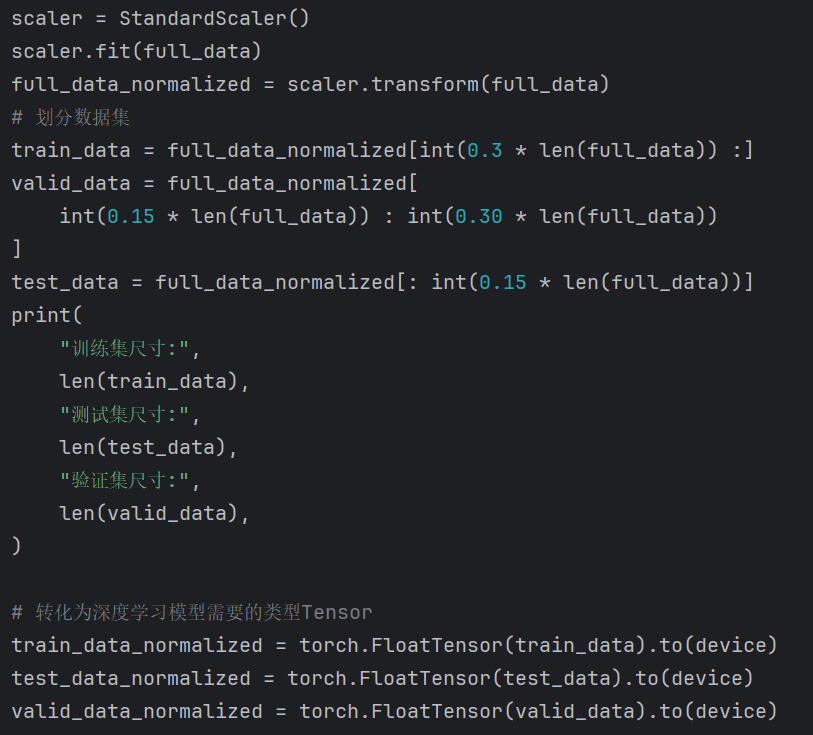 scaler = StandardScaler()
scaler.fit(full_data)
full_data_normalized = scaler.transform(full_data)
# 划分数据集
train_data = full_data_normalized[int(0.3 * len(full_data)) :]
valid_data = full_data_normalized[
    int(0.15 * len(full_data)) : int(0.30 * len(full_data))
]
test_data = full_data_normalized[: int(0.15 * len(full_data))]
print(
    "训练集尺寸:",
    len(train_data),
    "测试集尺寸:",
    len(test_data),
    "验证集尺寸:",
    len(valid_data),
)

# 转化为深度学习模型需要的类型Tensor
train_data_normalized = torch.FloatTensor(train_data).to(device)
test_data_normalized = torch.FloatTensor(test_data).to(device)
valid_data_normalized = torch.FloatTensor(valid_data).to(device)